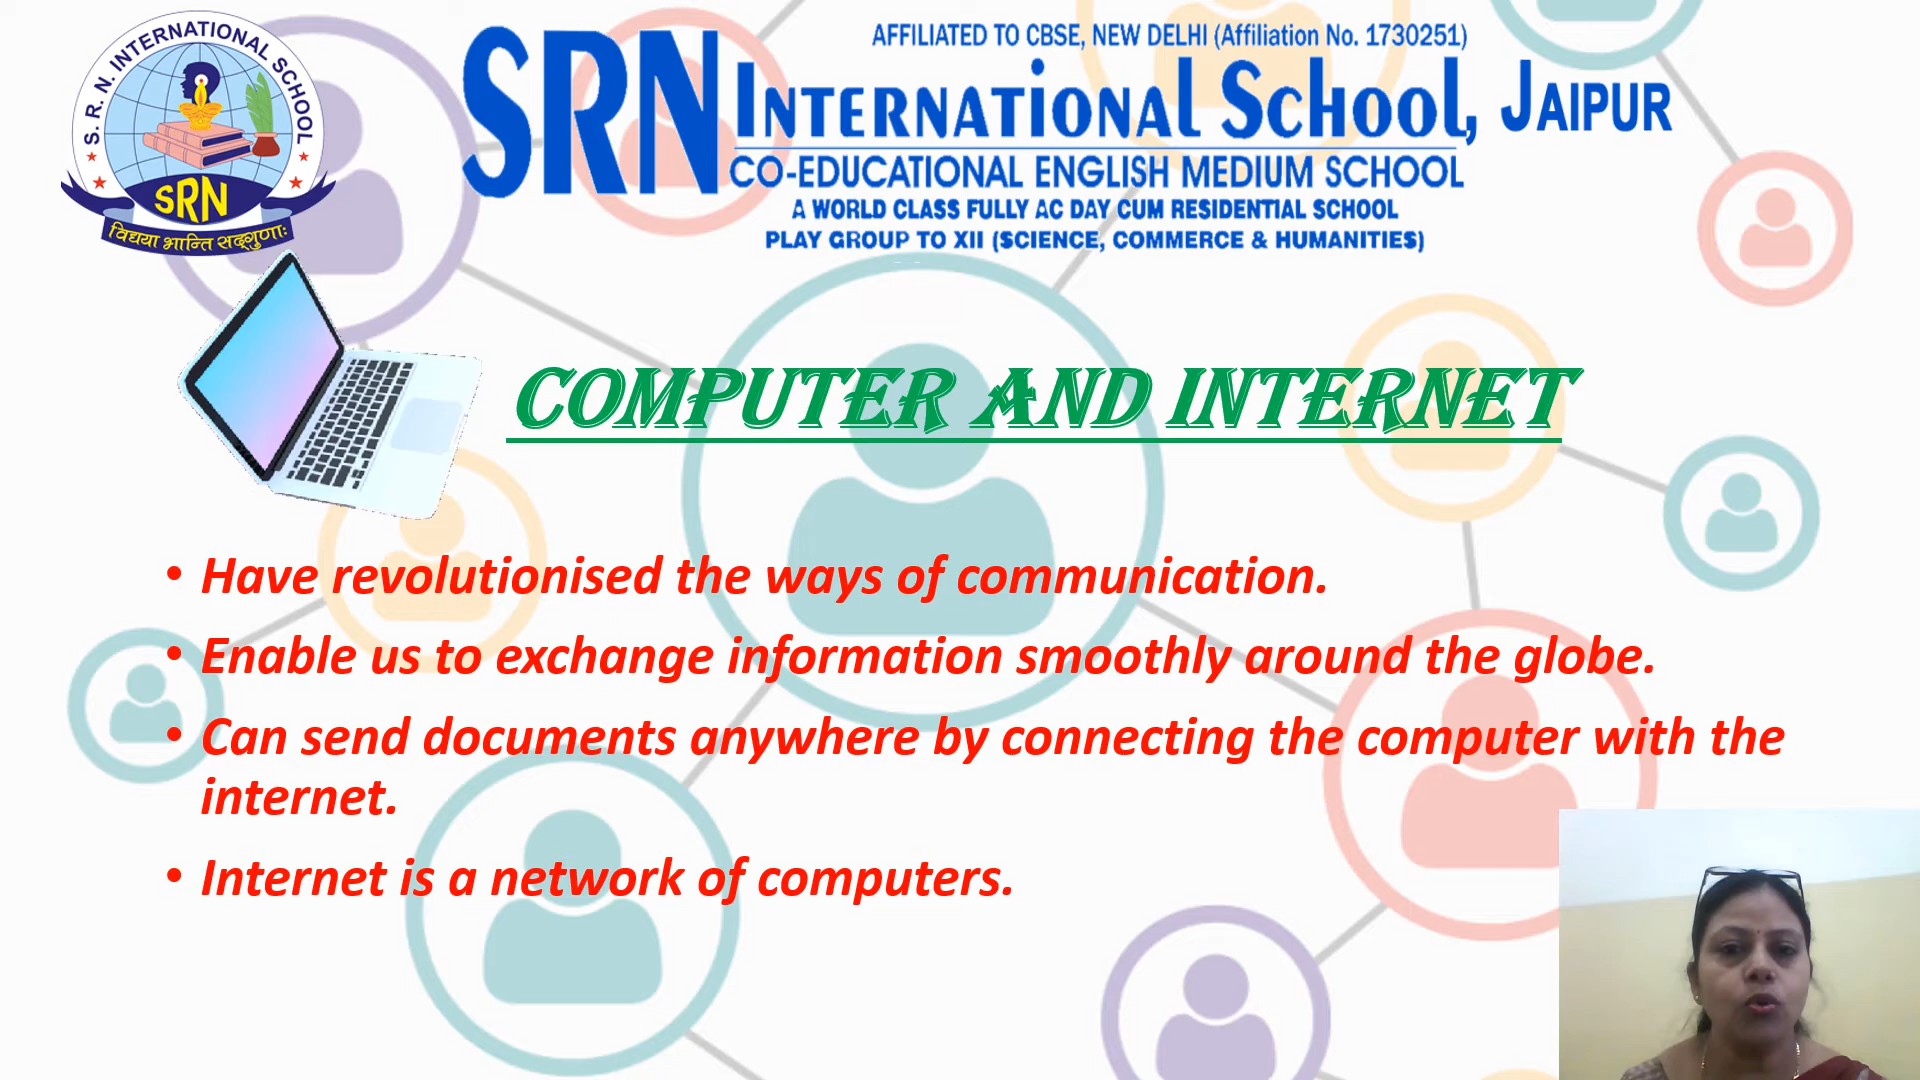 S. R. N. INTERNATIONAL SCHOOL
SRN
विद्यया भान्ति सद्गुणाः
AFFILIATED TO CBSE, NEW DELHI (Affiliation No. 1730251)
SRN INTERNATIONAL SCHOOL, JAIPUR
CO-EDUCATIONAL ENGLISH MEDIUM SCHOOL
A WORLD CLASS FULLY AC DAY CUM RESIDENTIAL SCHOOL
PLAY GROUP TO XII (SCIENCE, COMMERCE & HUMANITIES)
COMPUTER AND INTERNET
• Have revolutionised the ways of communication.
• Enable us to exchange information smoothly around the globe.
• Can send documents anywhere by connecting the computer with the
internet.
• Internet is a network of computers.